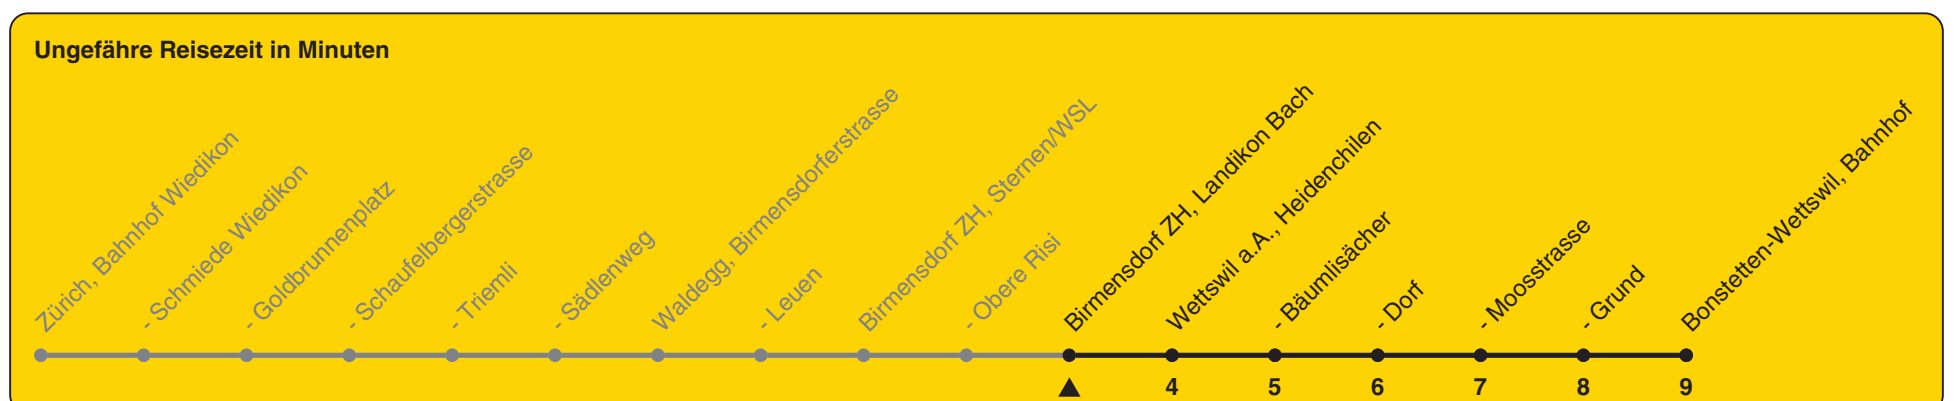 Ungefähre Reisezeit in Minuten
Zürich, Bahnhof Wiedikon
- Schmiede Wiedikon
- Goldbrunnenplatz
- Schaufelbergerstrasse
- Triemli
- Sädlenweg
Waldegg, Birmensdorferstrasse
- Leuen
Birmensdorf ZH, Sternen/WSL
- Obere Risi
Birmensdorf ZH, Landikon Bach
Wettswil a.A., Heidenchilen
- Bäumlisächer
- Dorf
- Moosstrasse
- Grund
Bonstetten-Wettswil, Bahnhof
4 5 6 7 8 9